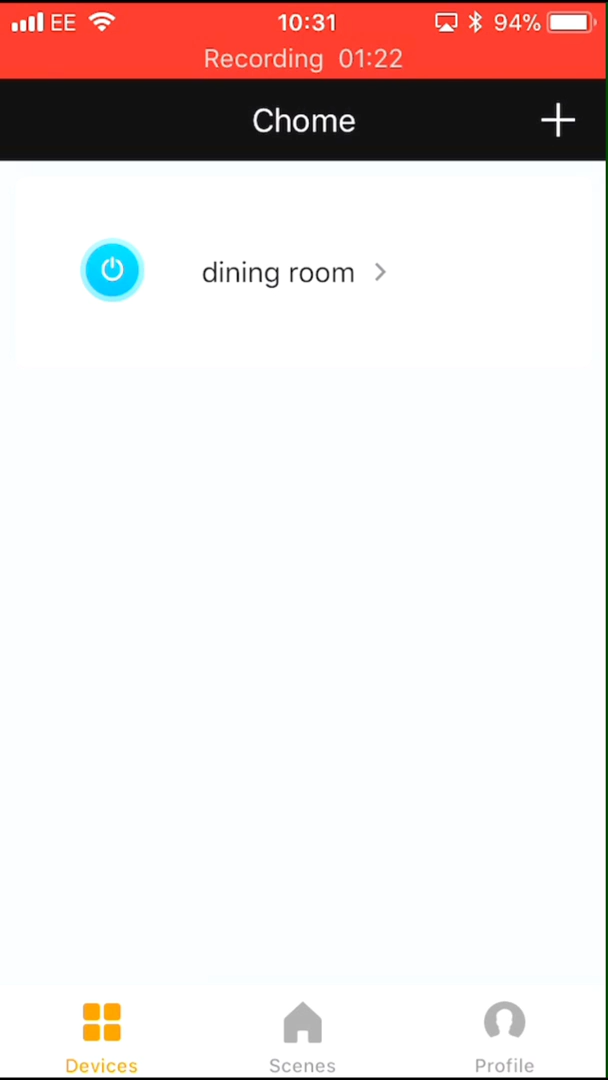 EE 10:31 94%
Recording 01:22
Chome
dining room
Devices Scenes Profile